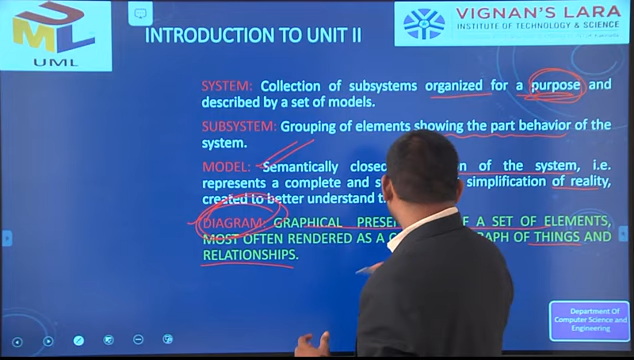 UML
UML
INTRODUCTION TO UNIT II
VIGNAN'S LARA
INSTITUTE OF TECHNOLOGY & SCIENCE
SYSTEM: Collection of subsystems organized for a purpose and
described by a set of models.
SUBSYSTEM: Grouping of elements showing the part behavior of the
system.
MODEL: Semantically closed of the system, i.e.
represents a complete and simplification of reality,
created to better understand
DIAGRAM: GRAPHICAL OF A SET OF ELEMENTS,
MOST OFTEN RENDERED AS A OF THINGS AND
RELATIONSHIPS.
Department Of
Computer Science and
Engineering